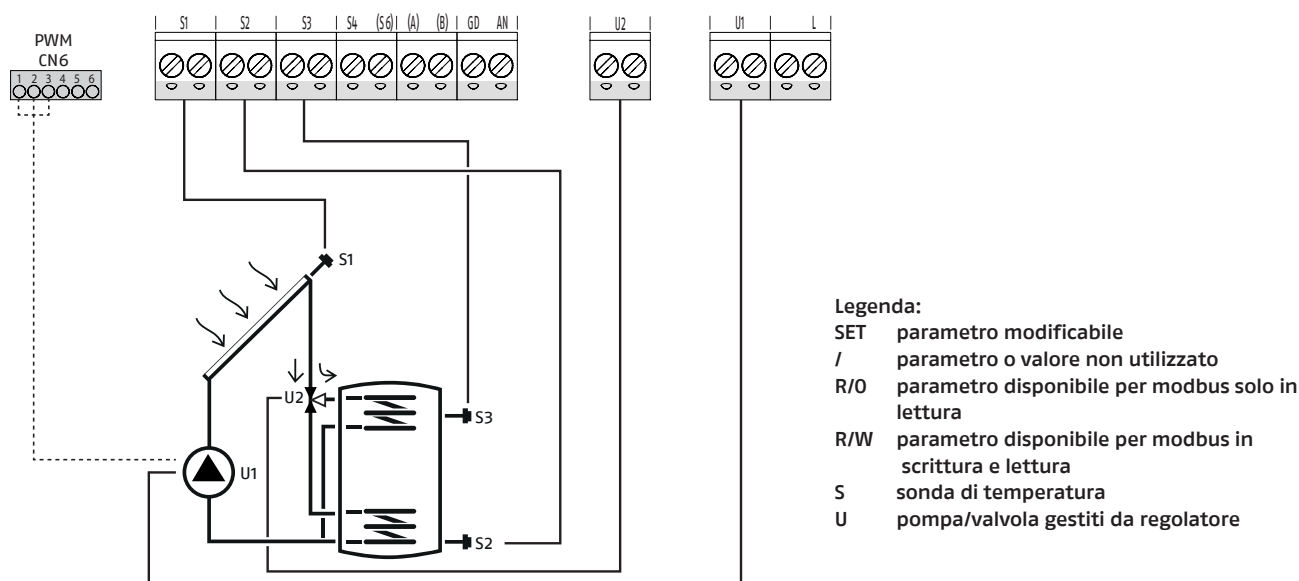 S1 S2 S3 S4 (S6) (A) (B) GD AN U2 U1 L
PWM
CN6
1 2 3 4 5 6
S1
U2
S3
U1
S2
Legenda:
SET parametro modificabile
/ parametro o valore non utilizzato
R/O parametro disponibile per modbus solo in
lettura
R/W parametro disponibile per modbus in
scrittura e lettura
S sonda di temperatura
U pompa/valvola gestiti da regolatore